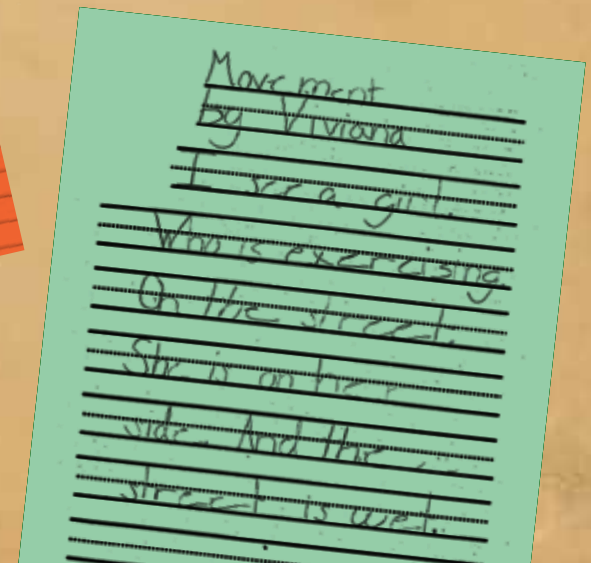 Movement
by Viviana
I see a girl.
Who is exercising.
On the street.
She is on her
side. And the
street is wet.